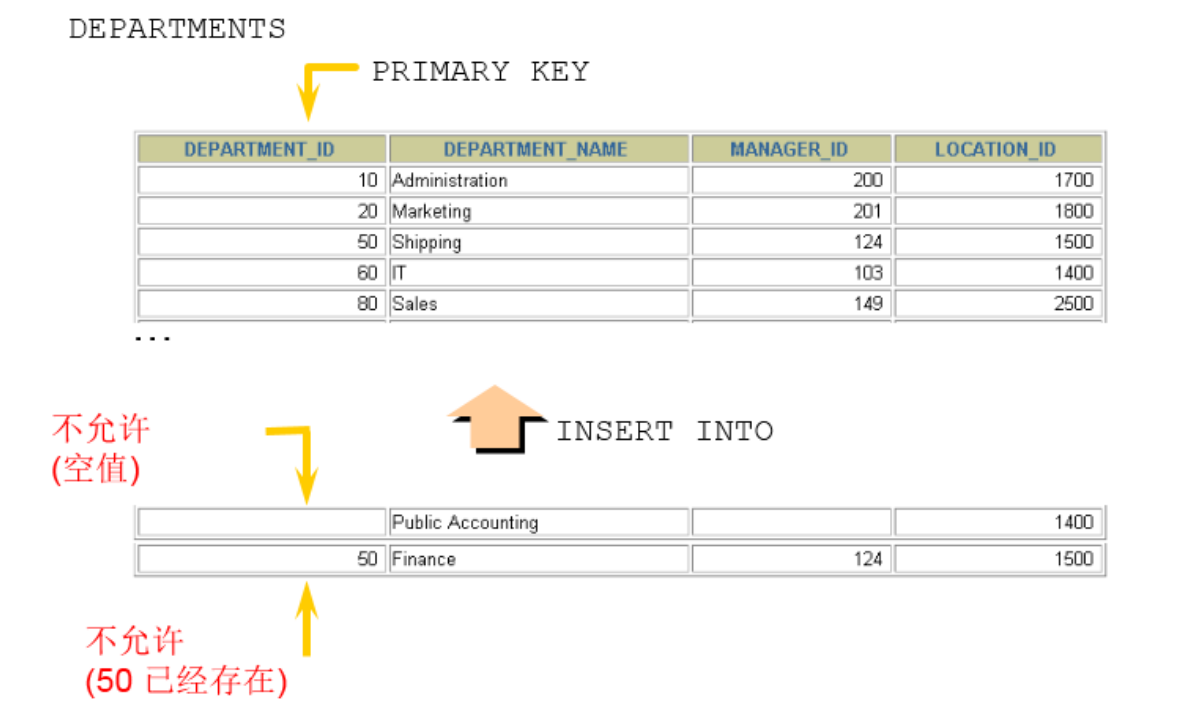 DEPARTMENTS
PRIMARY KEY
DEPARTMENT_ID DEPARTMENT_NAME MANAGER_ID LOCATION_ID
10 Administration 200 1700
20 Marketing 201 1800
50 Shipping 124 1500
60 IT 103 1400
80 Sales 149 2500
...
不允许
(空值)
INSERT INTO
Public Accounting 1400
50 Finance 124 1500
不允许
(50 已经存在)